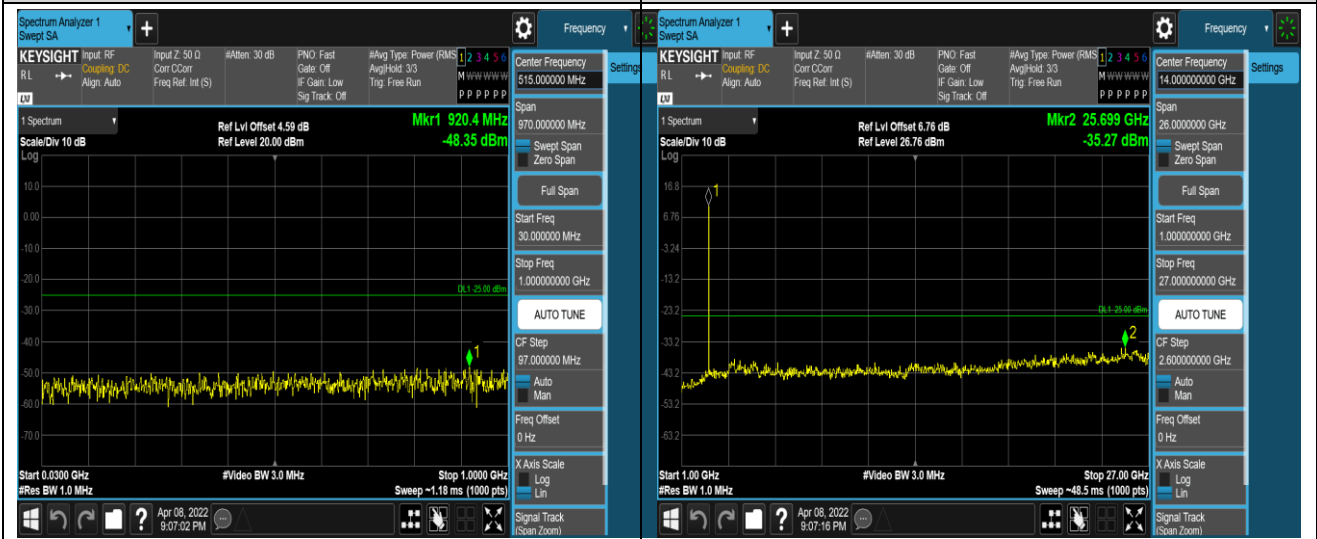 Spectrum Analyzer 1
Swept SA
Frequency
KEYSIGHT
RL
Input: RF
Coupling: DC
Align: Auto
Input Z: 50 Ω
Corr CCorr
Freq Ref: Int (S)
#Atten: 30 dB
PNO: Fast
Gate: Off
IF Gain: Low
Sig Track: Off
#Avg Type: Power (RMS
Avg|Hold: 3/3
Trig: Free Run
1 2 3 4 5 6
M W W W W W
P P P P P P
Center Frequency
515.000000 MHz
Settings
1 Spectrum
Scale/Div 10 dB
Log
Ref Lvl Offset 4.59 dB
Ref Level 20.00 dBm
Mkr1 920.4 MHz
-48.35 dBm
Span
970.000000 MHz
Swept Span
Zero Span
Full Span
Start Freq
30.000000 MHz
Stop Freq
1.000000000 GHz
AUTO TUNE
CF Step
97.000000 MHz
Auto
Man
Freq Offset
0 Hz
X Axis Scale
Log
Lin
Signal Track
(Span Zoom)
10.0
0.00
-10.0
-20.0
-30.0
-40.0
-50.0
-60.0
-70.0
DL1 -25.00 dBm
1
Start 0.0300 GHz
#Res BW 1.0 MHz
#Video BW 3.0 MHz
Stop 1.0000 GHz
Sweep ~1.18 ms (1000 pts)
Apr 08, 2022
9:07:02 PM
Spectrum Analyzer 1
Swept SA
Frequency
KEYSIGHT
RL
Input: RF
Coupling: DC
Align: Auto
Input Z: 50 Ω
Corr CCorr
Freq Ref: Int (S)
#Atten: 30 dB
PNO: Fast
Gate: Off
IF Gain: Low
Sig Track: Off
#Avg Type: Power (RMS
Avg|Hold: 3/3
Trig: Free Run
1 2 3 4 5 6
M W W W W W
P P P P P P
Center Frequency
14.000000000 GHz
Settings
1 Spectrum
Scale/Div 10 dB
Log
Ref Lvl Offset 6.76 dB
Ref Level 26.76 dBm
Mkr2 25.699 GHz
-35.27 dBm
Span
26.0000000 GHz
Swept Span
Zero Span
Full Span
Start Freq
1.000000000 GHz
Stop Freq
27.000000000 GHz
AUTO TUNE
CF Step
2.600000000 GHz
Auto
Man
Freq Offset
0 Hz
X Axis Scale
Log
Lin
Signal Track
(Span Zoom)
16.8
6.76
-3.24
-13.2
-23.2
-33.2
-43.2
-53.2
-63.2
1
DL1 -25.00 dBm
2
Start 1.00 GHz
#Res BW 1.0 MHz
#Video BW 3.0 MHz
Stop 27.00 GHz
Sweep ~48.5 ms (1000 pts)
Apr 08, 2022
9:07:16 PM